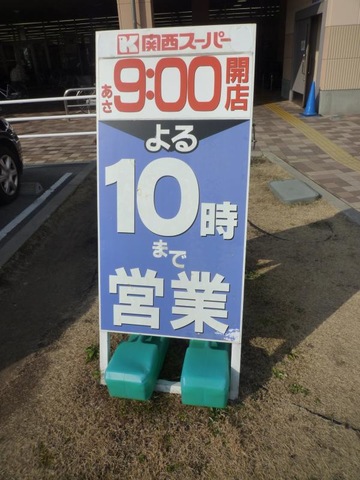 K 関西スーパー
あさ 9:00 開店
よる
10時
まで
営業